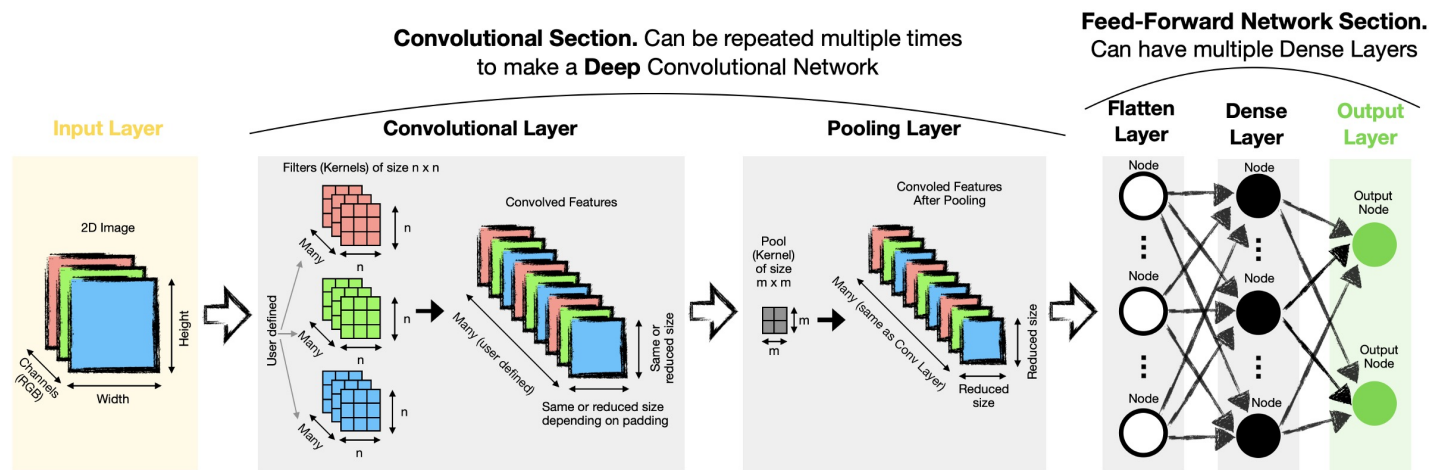 Convolutional Section. Can be repeated multiple times
to make a Deep Convolutional Network
Feed-Forward Network Section.
Can have multiple Dense Layers
Input Layer
2D Image
Channels
(RGB)
Width
Height
Convolutional Layer
Filters (Kernels) of size n x n
User defined
Many
n
n
Many
n
n
Many
n
n
Convolved Features
Many (user defined)
Same or
reduced size
Same or reduced size
depending on padding
Pooling Layer
Pool
(Kernel)
of size
m x m
m
m
Convoled Features
After Pooling
Many (same as Conv Layer)
Reduced size
Reduced
size
Flatten
Layer
Node
Node
Node
Dense
Layer
Node
Node
Node
Output
Layer
Output
Node
Output
Node